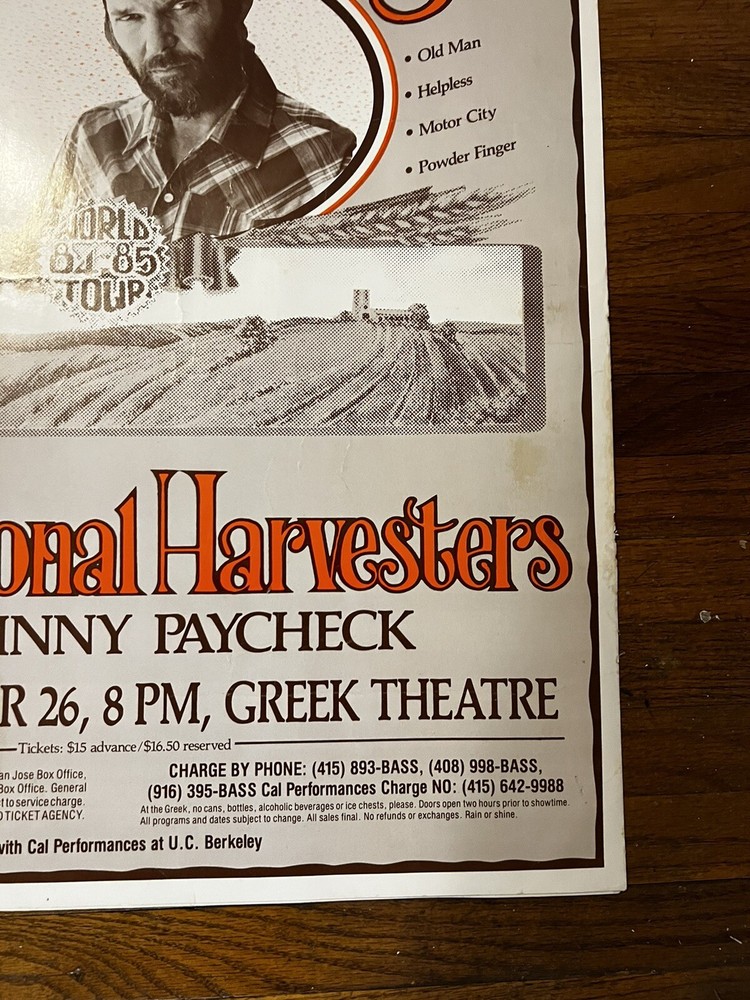 • Old Man
• Helpless
• Motor City
• Powder Finger
WORLD
84-85
TOUR
onal Harvesters
INNY PAYCHECK
R 26, 8 PM, GREEK THEATRE
Tickets: $15 advance/$16.50 reserved
an Jose Box Office,
Box Office. General
t to service charge.
O TICKET AGENCY.
CHARGE BY PHONE: (415) 893-BASS, (408) 998-BASS,
(916) 395-BASS Cal Performances Charge NO: (415) 642-9988
At the Greek, no cans, bottles, alcoholic beverages or ice chests, please. Doors open two hours prior to showtime.
All programs and dates subject to change. All sales final. No refunds or exchanges. Rain or shine.
with Cal Performances at U.C. Berkeley